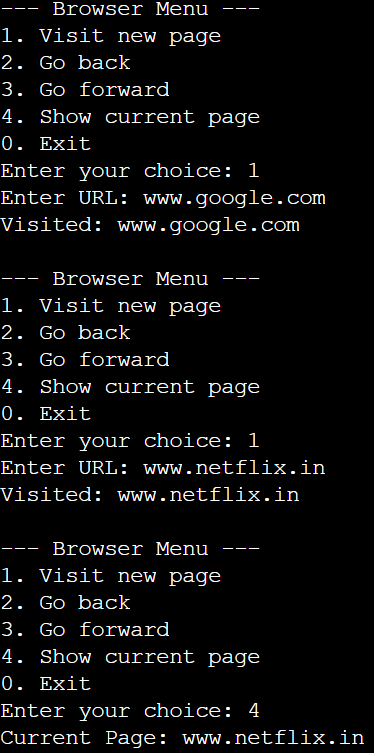 --- Browser Menu ---
1. Visit new page
2. Go back
3. Go forward
4. Show current page
0. Exit
Enter your choice: 1
Enter URL: www.google.com
Visited: www.google.com

--- Browser Menu ---
1. Visit new page
2. Go back
3. Go forward
4. Show current page
0. Exit
Enter your choice: 1
Enter URL: www.netflix.in
Visited: www.netflix.in

--- Browser Menu ---
1. Visit new page
2. Go back
3. Go forward
4. Show current page
0. Exit
Enter your choice: 4
Current Page: www.netflix.in